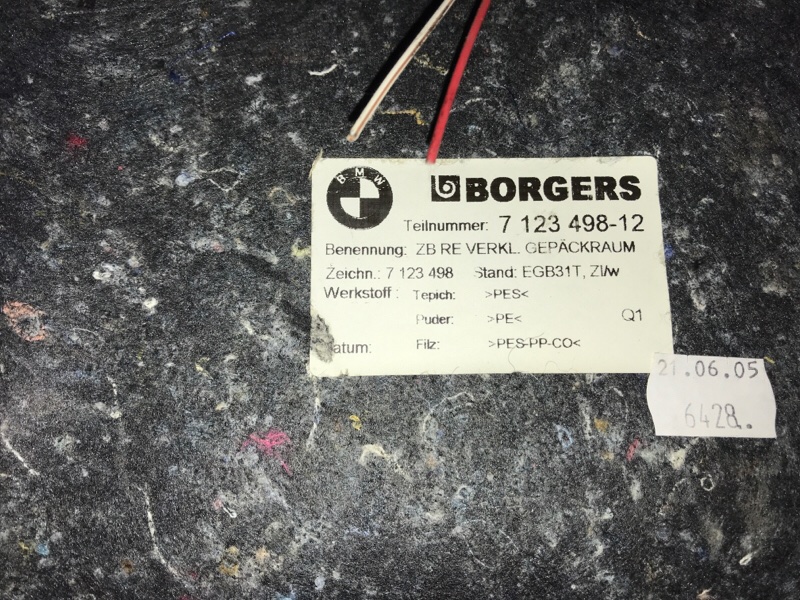 BMW
BORGERS
Teilnummer: 7 123 498-12
Benennung: ZB RE VERKL. GEPÄCKRAUM
Zeichn.: 7 123 498 Stand: EGB31T, ZI/w
Werkstoff: Tepich: >PES<
Puder: >PE< Q1
atum: Filz: >PES-PP-CO<
21.06.05
6428.